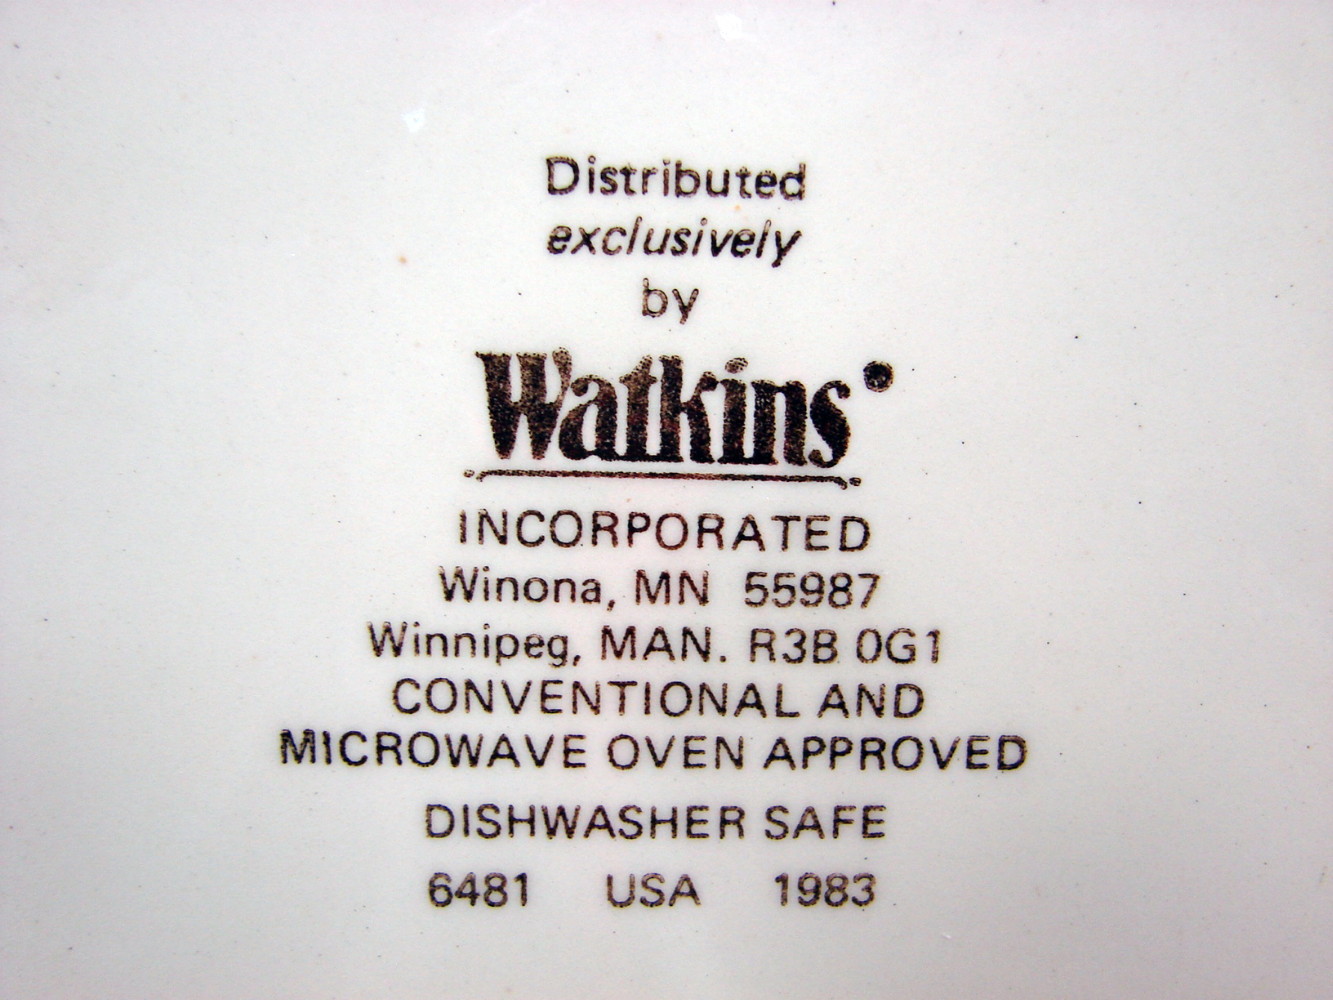 Distributed
exclusively
by
Watkins
INCORPORATED
Winona, MN 55987
Winnipeg, MAN. R3B 0G1
CONVENTIONAL AND
MICROWAVE OVEN APPROVED
DISHWASHER SAFE
6481 USA 1983